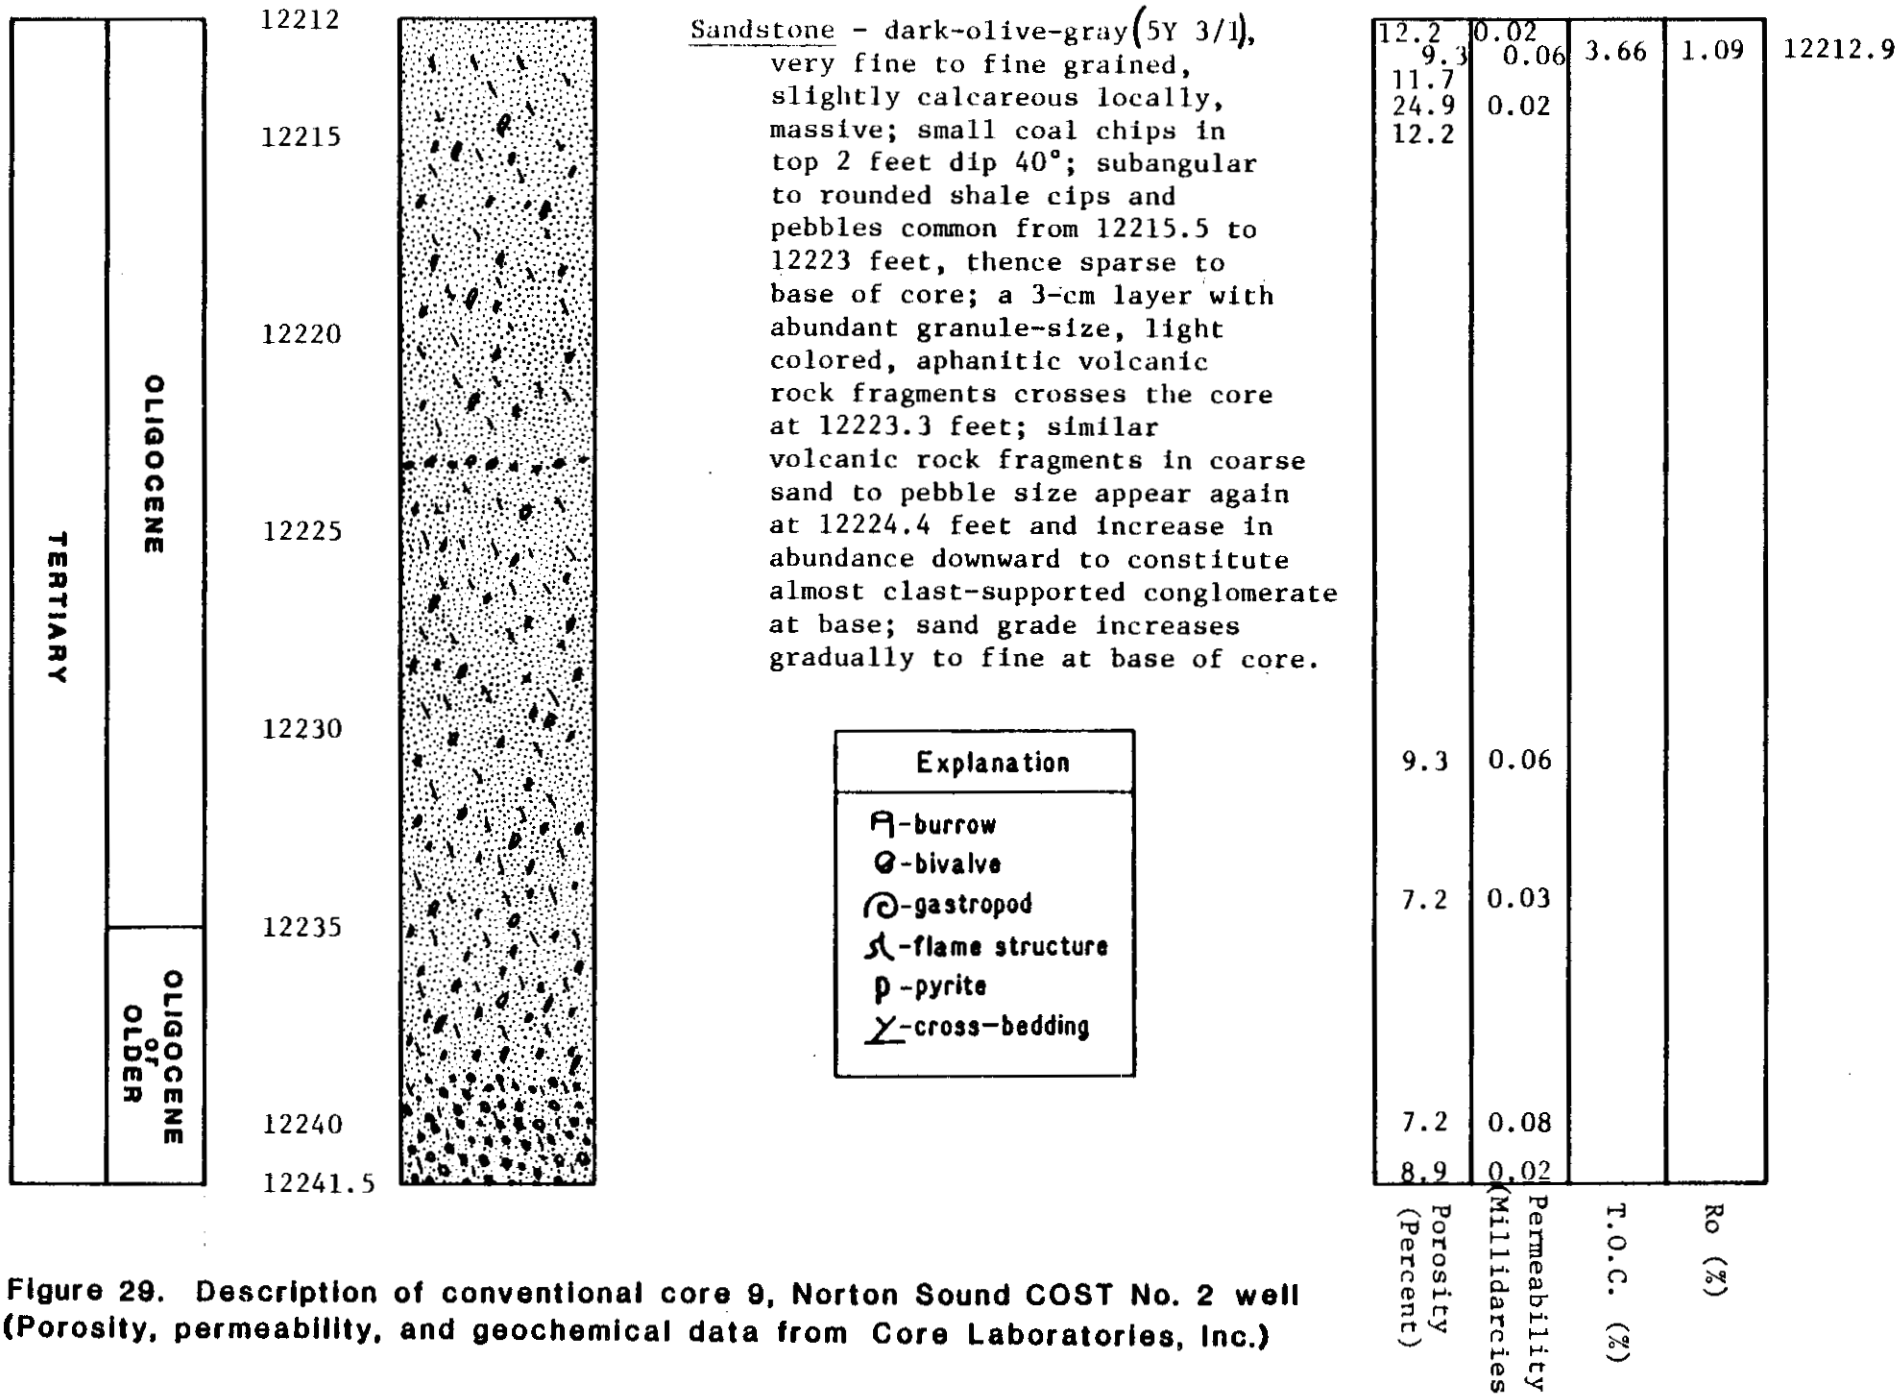 TERTIARY
OLIGOCENE
OLIGOCENE
or
OLDER
12212
12215
12220
12225
12230
12235
12240
12241.5
Sandstone - dark-olive-gray(5Y 3/1),
very fine to fine grained,
slightly calcareous locally,
massive; small coal chips in
top 2 feet dip 40°; subangular
to rounded shale cips and
pebbles common from 12215.5 to
12223 feet, thence sparse to
base of core; a 3-cm layer with
abundant granule-size, light
colored, aphanitic volcanic
rock fragments crosses the core
at 12223.3 feet; similar
volcanic rock fragments in coarse
sand to pebble size appear again
at 12224.4 feet and increase in
abundance downward to constitute
almost clast-supported conglomerate
at base; sand grade increases
gradually to fine at base of core.
Explanation
-burrow
-bivalve
-gastropod
-flame structure
p -pyrite
-cross-bedding
12.2 0.02
9.3 0.06 3.66 1.09 12212.9
11.7
24.9 0.02
12.2
9.3 0.06
7.2 0.03
7.2 0.08
8.9 0.02
Porosity
(Percent)
Permeability
(Millidarcies
T.O.C. (%)
Ro (%)
Figure 29. Description of conventional core 9, Norton Sound COST No. 2 well
(Porosity, permeability, and geochemical data from Core Laboratories, Inc.)